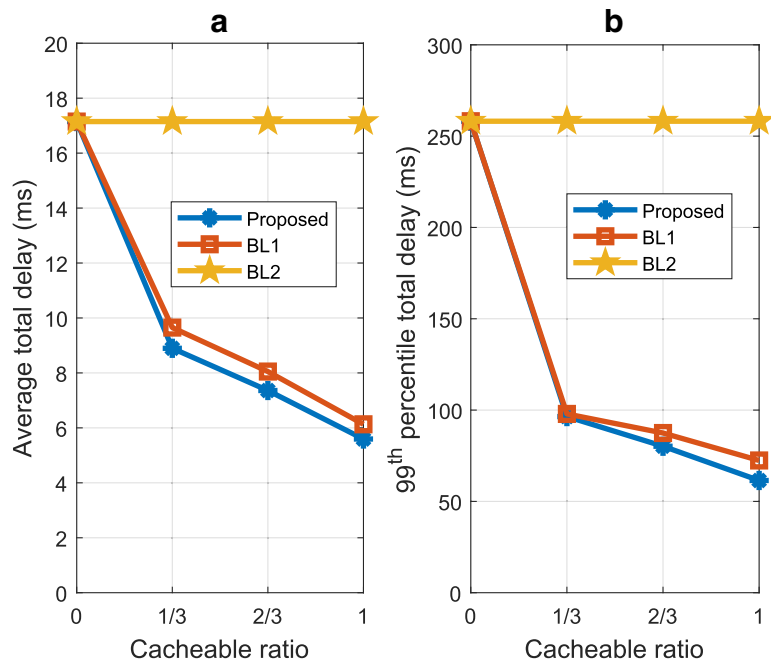 a
Average total delay (ms)
20
18
16
14
12
10
8
6
4
2
0
0 1/3 2/3 1
Cacheable ratio
Proposed
BL1
BL2
b
99th percentile total delay (ms)
300
250
200
150
100
50
0
0 1/3 2/3 1
Cacheable ratio
Proposed
BL1
BL2